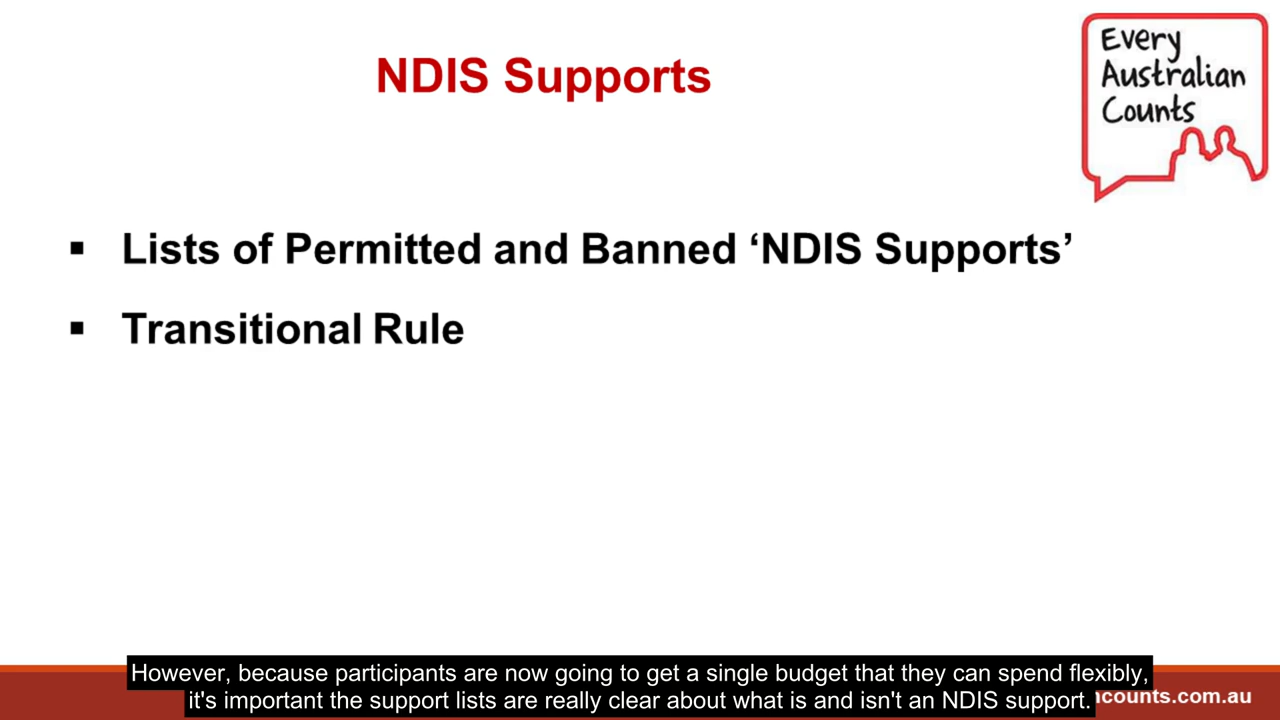 NDIS Supports
Every
Australian
Counts
▪ Lists of Permitted and Banned ‘NDIS Supports’
▪ Transitional Rule
However, because participants are now going to get a single budget that they can spend flexibly,
it's important the support lists are really clear about what is and isn't an NDIS support.
counts.com.au